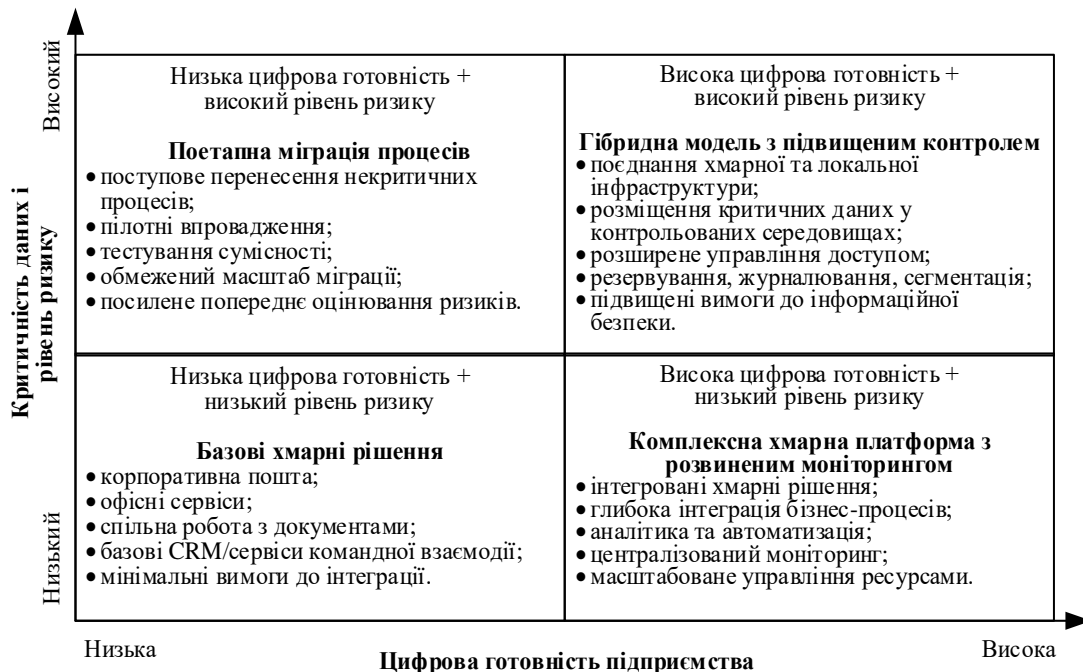 Високий
Низька цифрова готовність +
високий рівень ризику
Поетапна міграція процесів
• поступове перенесення некритичних
процесів;
• пілотні впровадження;
• тестування сумісності;
• обмежений масштаб міграції;
• посилене попереднє оцінювання ризиків.
Висока цифрова готовність +
високий рівень ризику
Гібридна модель з підвищеним контролем
• поєднання хмарної та локальної
інфраструктури;
• розміщення критичних даних у
контрольованих середовищах;
• розширене управління доступом;
• резервування, журналювання, сегментація;
• підвищені вимоги до інформаційної
безпеки.
Критичність даних і
рівень ризику
Низький
Низька цифрова готовність +
низький рівень ризику
Базові хмарні рішення
• корпоративна пошта;
• офісні сервіси;
• спільна робота з документами;
• базові CRM/сервіси командної взаємодії;
• мінімальні вимоги до інтеграції.
Висока цифрова готовність +
низький рівень ризику
Комплексна хмарна платформа з
розвиненим моніторингом
• інтегровані хмарні рішення;
• глибока інтеграція бізнес-процесів;
• аналітика та автоматизація;
• централізований моніторинг;
• масштабоване управління ресурсами.
Низька
Цифрова готовність підприємства
Висока